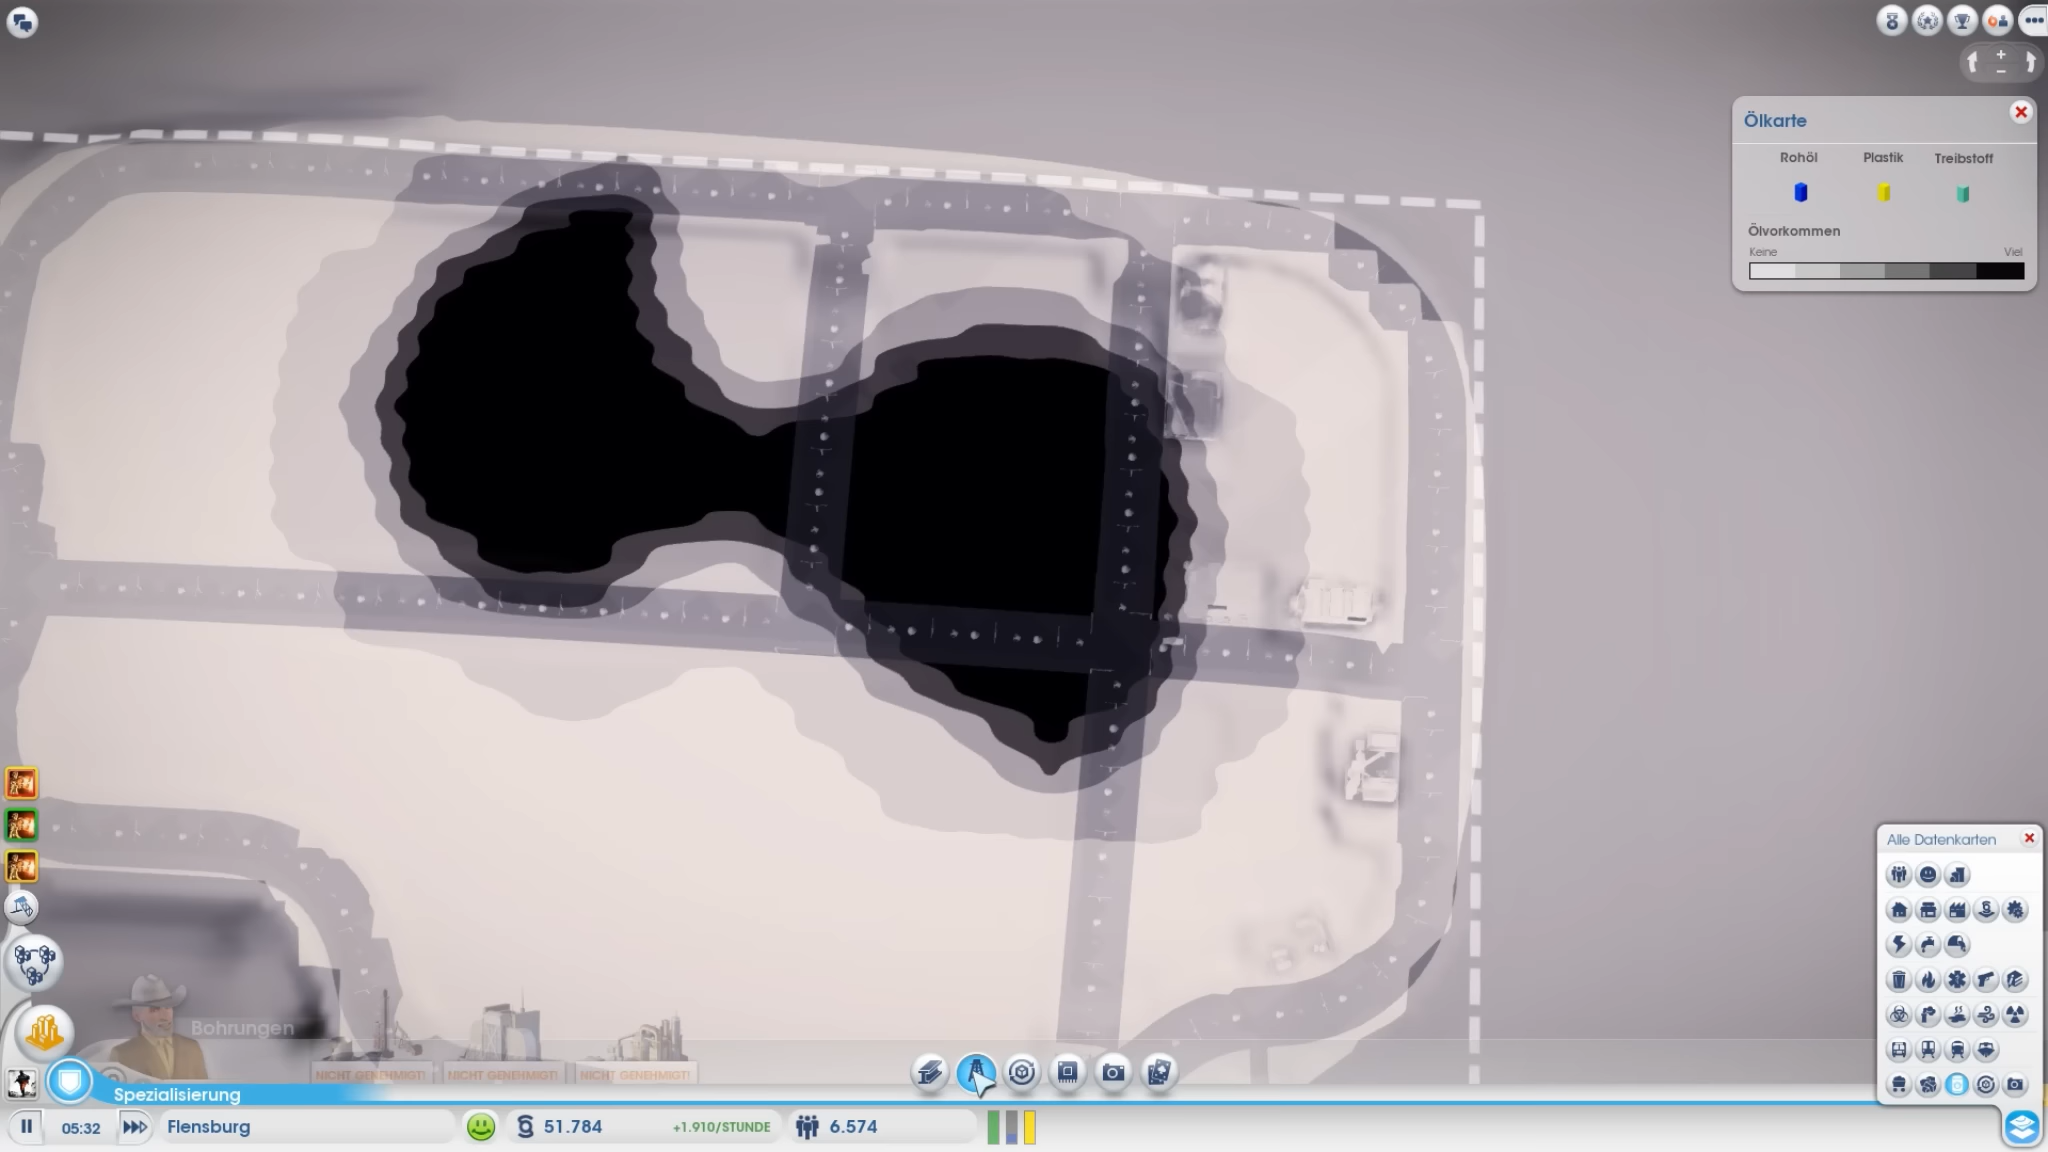 Ölkarte
Rohöl Plastik Treibstoff
Ölvorkommen
Keine Viel
Alle Datenkarten
Bohrungen
NICHT GENEHMIGT! NICHT GENEHMIGT! NICHT GENEHMIGT!
Spezialisierung
05:32 Flensburg 51.784 +1.910/STUNDE 6.574